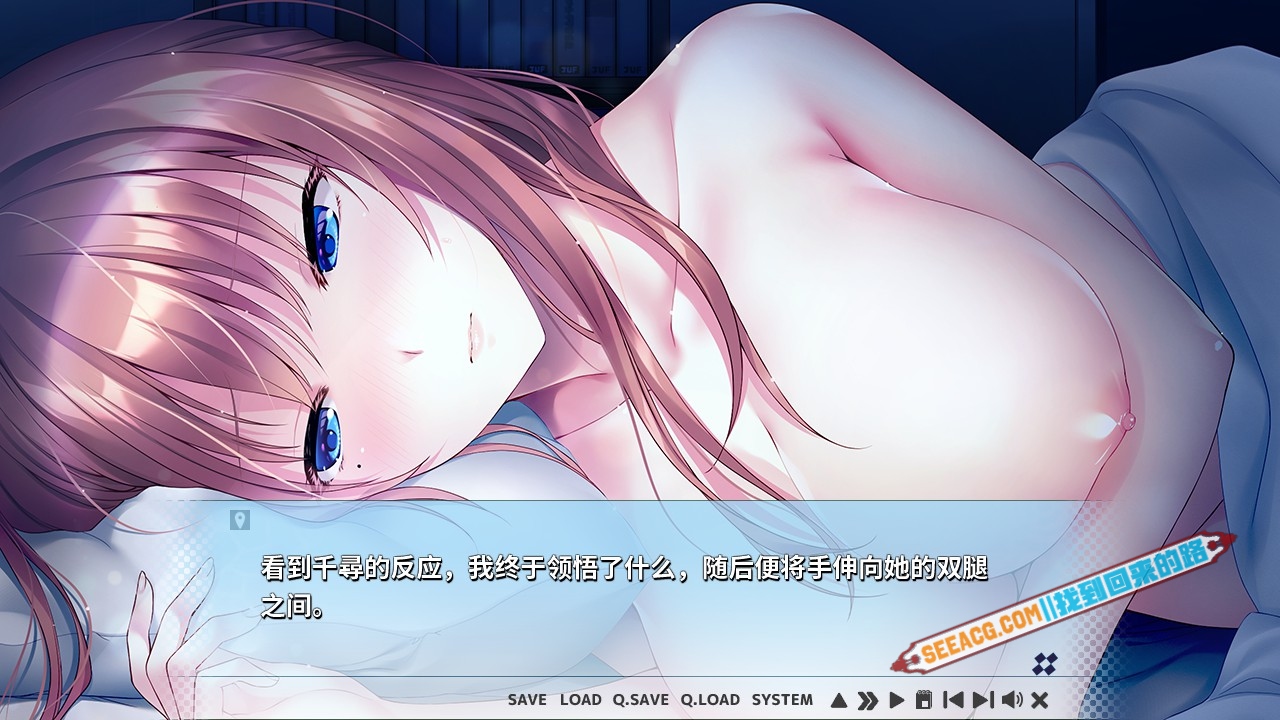 看到千尋的反应，我终于领悟了什么，随后便将手伸向她的双腿
之间。
SEEACG.COM||找到回来的路
SAVE LOAD Q.SAVE Q.LOAD SYSTEM